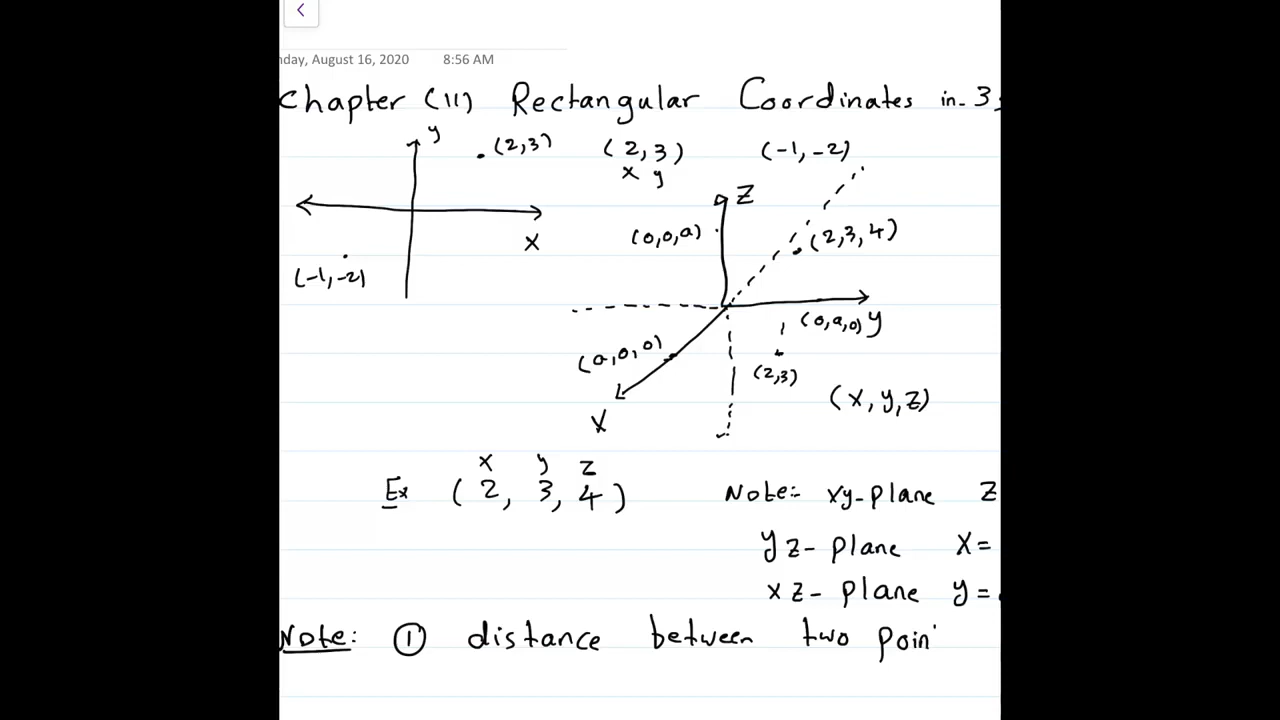 nday, August 16, 2020 8:56 AM
Chapter (11) Rectangular Coordinates in-3
y
(2,3) (2,3) (-1,-2)
x y
Z
(0,0,a) (2,3,4)
X
(-1,-2)
(0,a,0) y
(a,0,0)
(2,3)
(x,y,z)
X
x y z
Ex (2, 3, 4) Note:- xy-plane Z
yz-plane X=
xz-plane y=
Note: ① distance between two poin